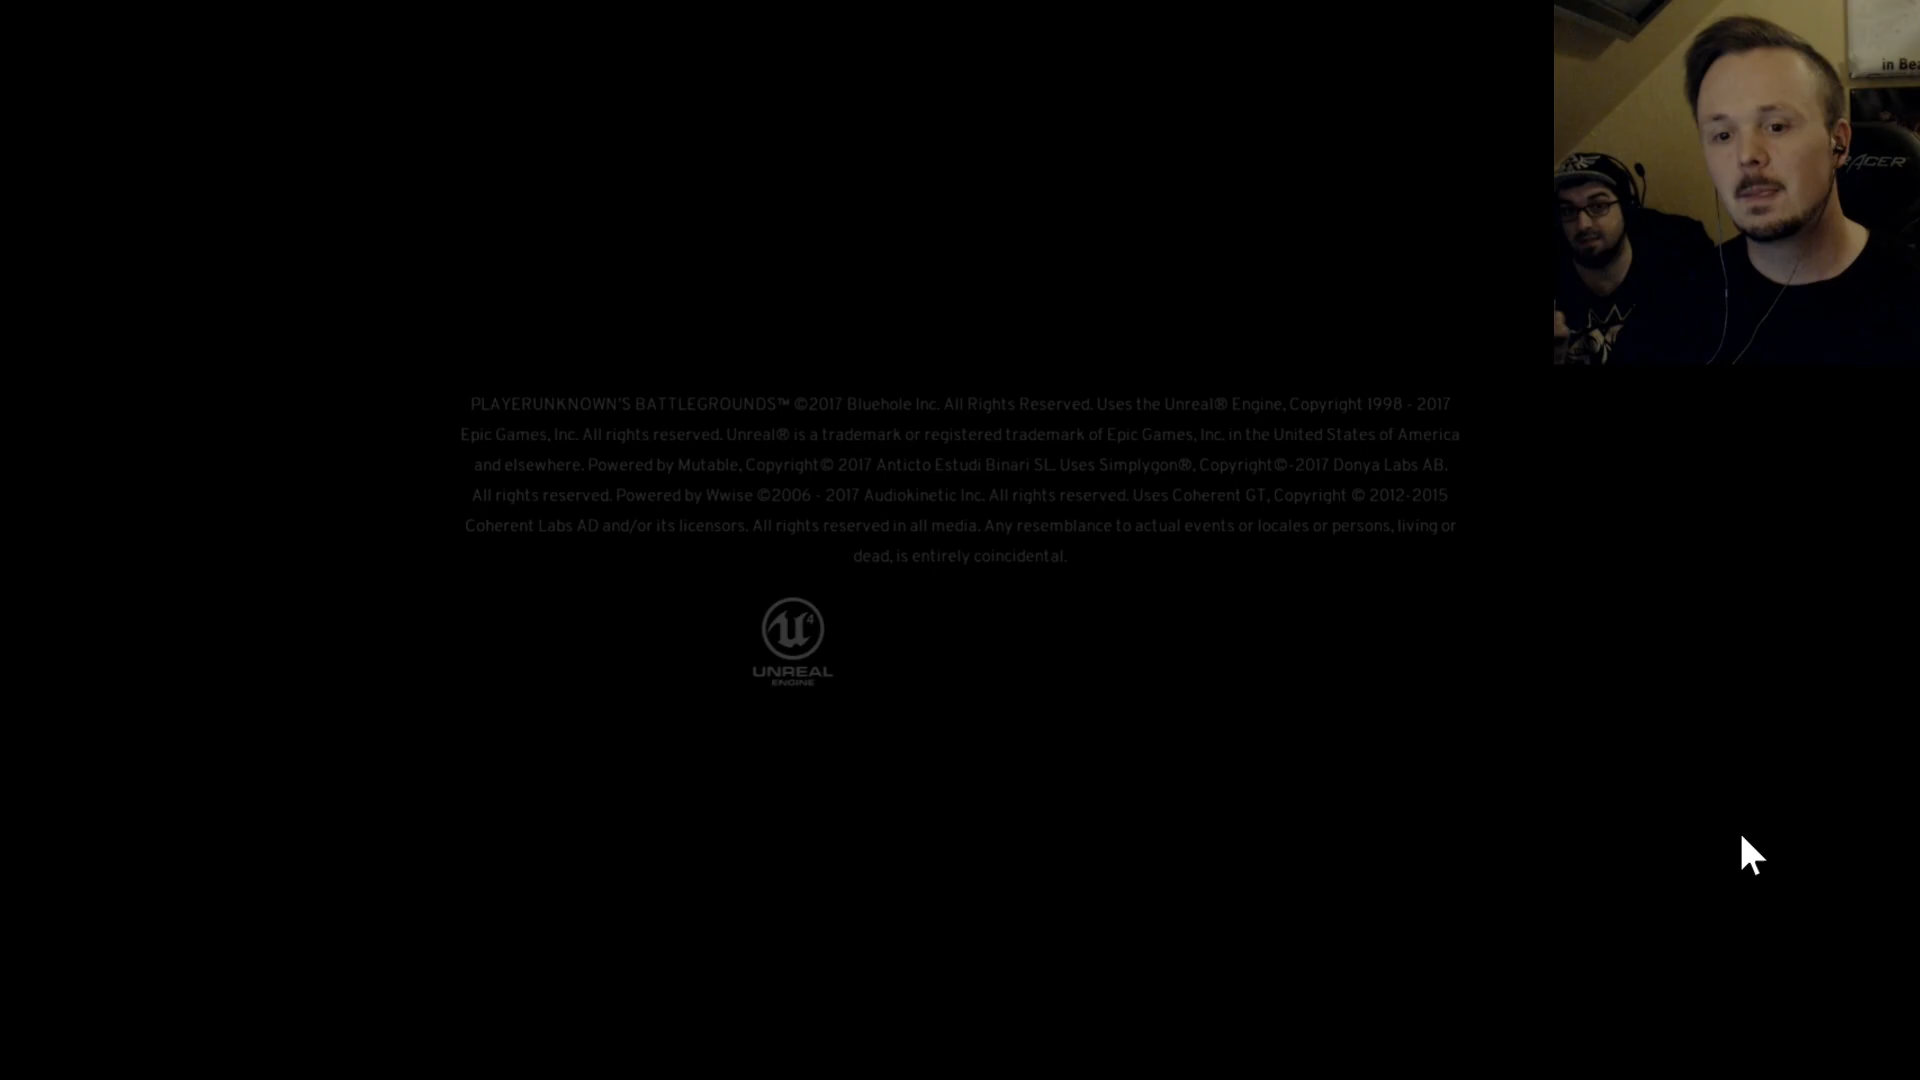 in Bea
RACER
PLAYERUNKNOWN'S BATTLEGROUNDS™ ©2017 Bluehole Inc. All Rights Reserved. Uses the Unreal® Engine, Copyright 1998 - 2017
Epic Games, Inc. All rights reserved. Unreal® is a trademark or registered trademark of Epic Games, Inc. in the United States of America
and elsewhere. Powered by Mutable, Copyright© 2017 Anticto Estudi Binari SL. Uses Simplygon®, Copyright©-2017 Donya Labs AB.
All rights reserved. Powered by Wwise ©2006 - 2017 Audiokinetic Inc. All rights reserved. Uses Coherent GT, Copyright © 2012-2015
Coherent Labs AD and/or its licensors. All rights reserved in all media. Any resemblance to actual events or locales or persons, living or
dead, is entirely coincidental.
U4
UNREAL
ENGINE